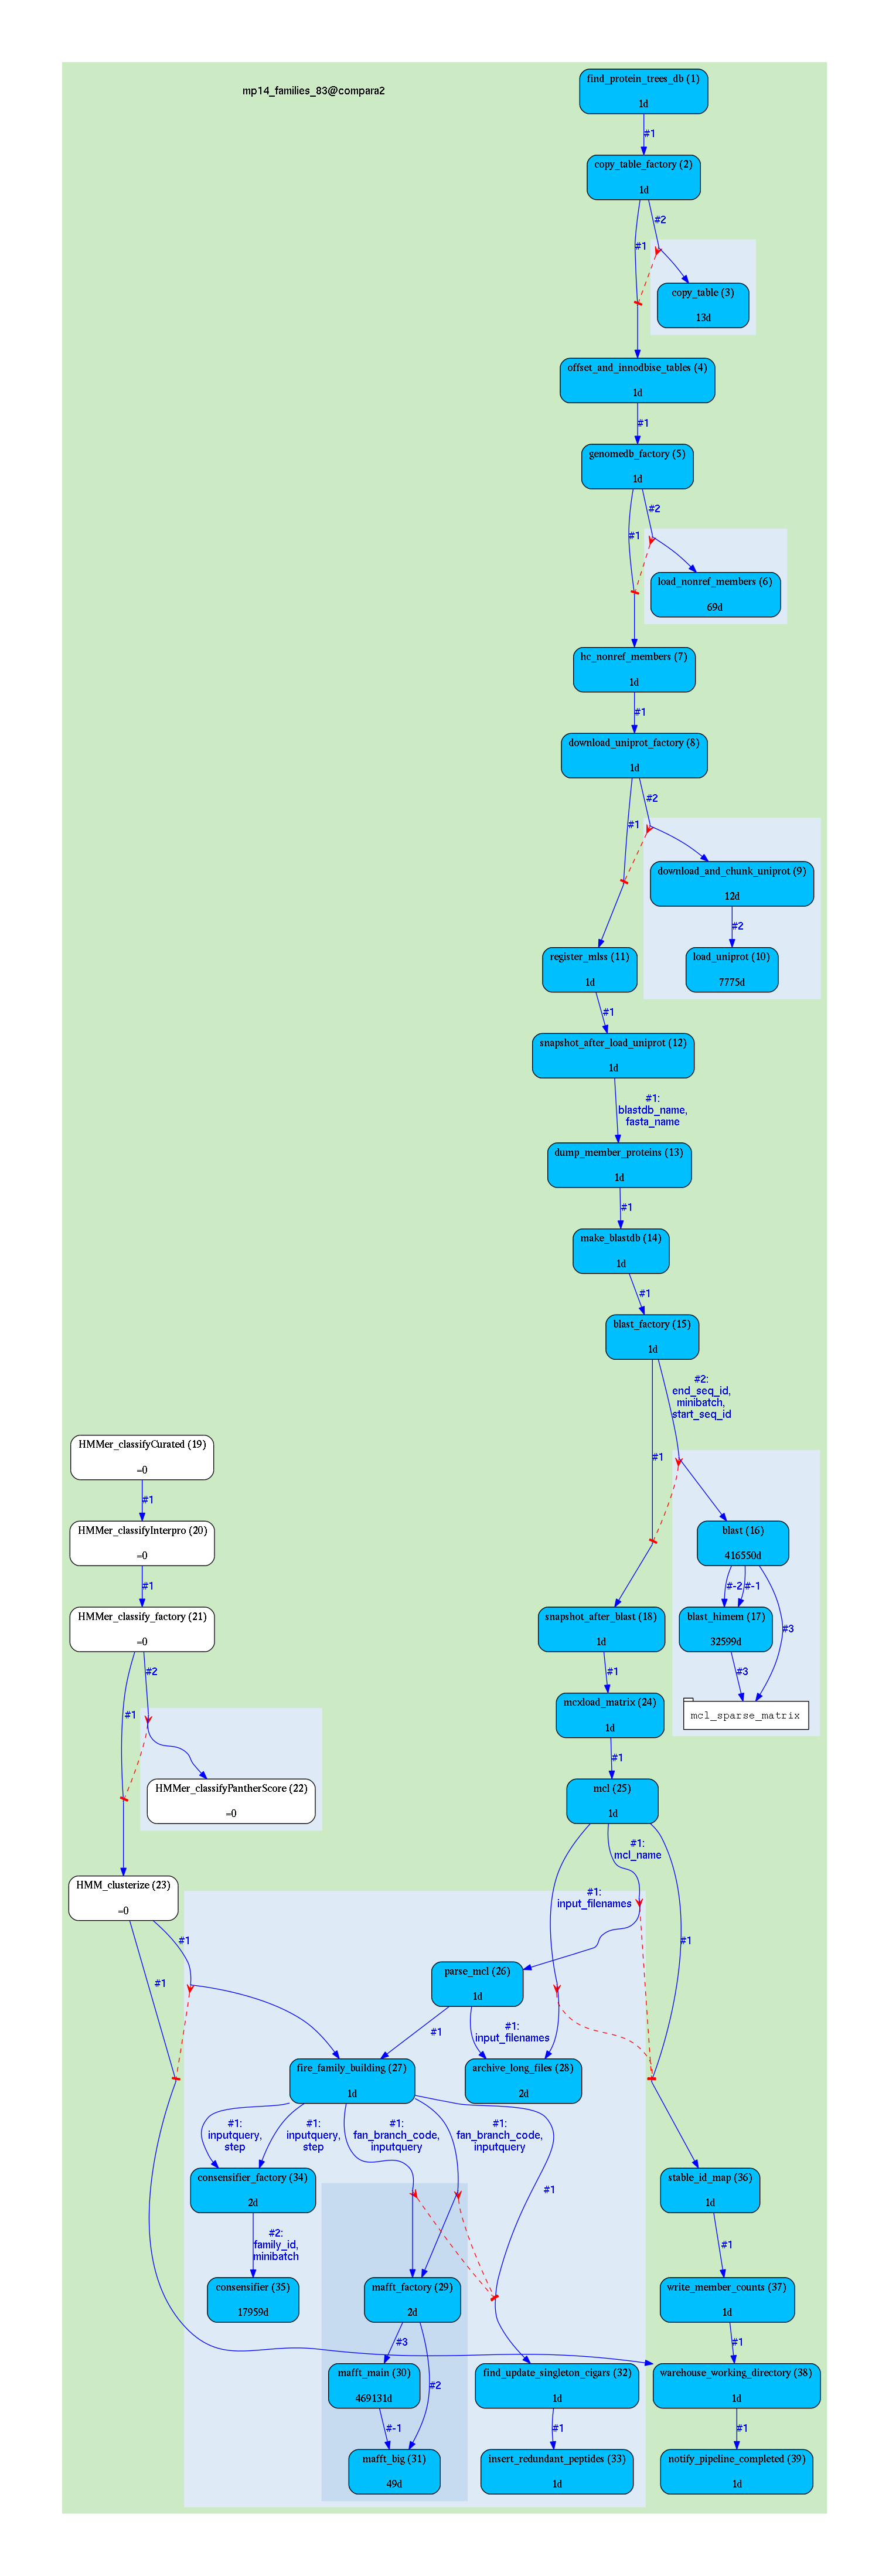 mp14_families_83@compara2
find_protein_trees_db (1)
1d
#1
copy_table_factory (2)
1d
#2
#1
copy_table (3)
13d
offset_and_innodbise_tables (4)
1d
#1
genomedb_factory (5)
1d
#2
#1
load_nonref_members (6)
69d
hc_nonref_members (7)
1d
#1
download_uniprot_factory (8)
1d
#2
#1
download_and_chunk_uniprot (9)
12d
#2
register_mlss (11)
1d
load_uniprot (10)
7775d
#1
snapshot_after_load_uniprot (12)
1d
#1:
blastdb_name,
fasta_name
dump_member_proteins (13)
1d
#1
make_blastdb (14)
1d
#1
blast_factory (15)
1d
#2:
end_seq_id,
minibatch,
start_seq_id
#1
HMMer_classifyCurated (19)
=0
#1
HMMer_classifyInterpro (20)
=0
#1
blast (16)
416550d
#-2
#-1
#3
HMMer_classify_factory (21)
=0
snapshot_after_blast (18)
1d
blast_himem (17)
32599d
#2
#1
#1
#3
mcxload_matrix (24)
1d
mcl_sparse_matrix
#1
HMMer_classifyPantherScore (22)
=0
mcl (25)
1d
#1:
mcl_name
HMM_clusterize (23)
=0
#1:
input_filenames
#1
#1
#1
parse_mcl (26)
1d
#1
#1:
input_filenames
fire_family_building (27)
1d
archive_long_files (28)
2d
#1:
inputquery,
step
#1:
inputquery,
step
#1:
fan_branch_code,
inputquery
#1:
fan_branch_code,
inputquery
#1
consensifier_factory (34)
2d
stable_id_map (36)
1d
#2:
family_id,
minibatch
#1
consensifier (35)
17959d
mafft_factory (29)
2d
write_member_counts (37)
1d
#3
#2
#1
mafft_main (30)
469131d
find_update_singleton_cigars (32)
1d
warehouse_working_directory (38)
1d
#-1
#1
#1
mafft_big (31)
49d
insert_redundant_peptides (33)
1d
notify_pipeline_completed (39)
1d